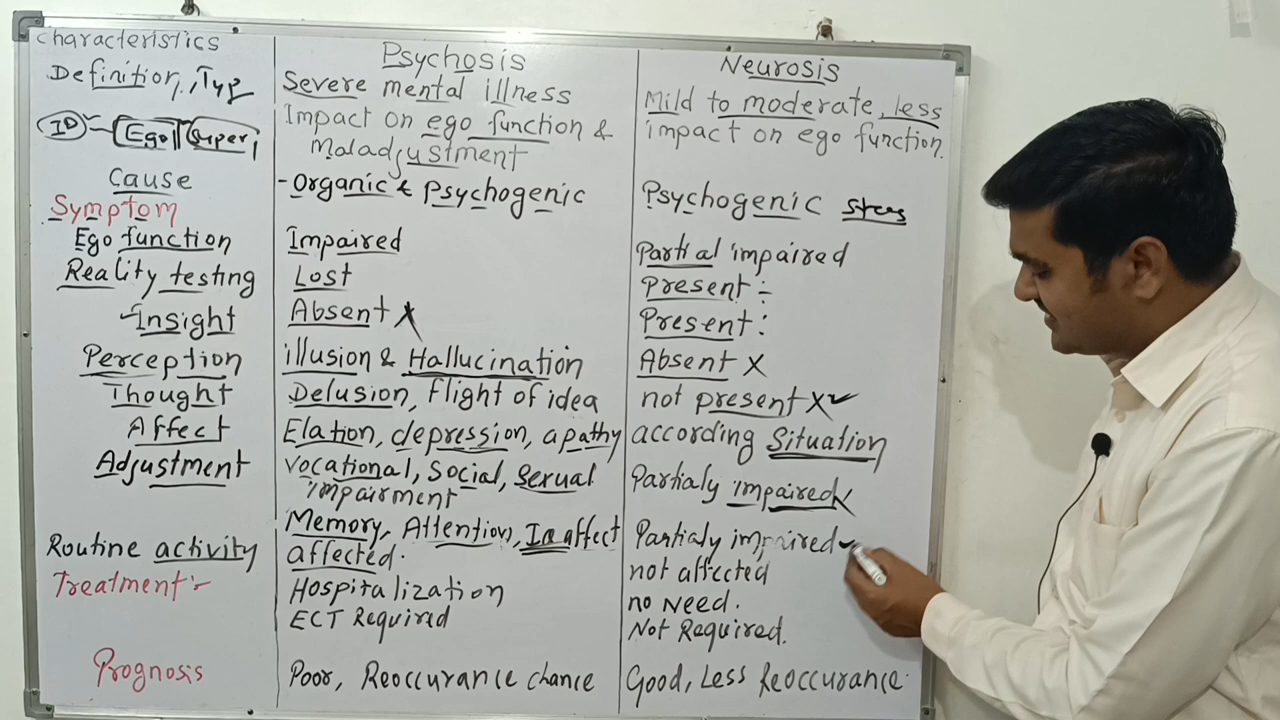 Characteristics
Psychosis
Neurosis
Definition, Typ
Severe mental illness
Mild to moderate, less
ID Ego Super
Impact on ego function &
impact on ego function.
Maladjustment
Cause
- Organic & Psychogenic
Psychogenic
Symptom
Ego function
Impaired
Partial impaired
Reality testing
Lost
Present :-
Insight
Absent X
Present :
Perception
illusion & Hallucination
Absent X
Thought
Delusion, Flight of idea
not present X✓
Affect
Elation, depression, apathy
according Situation
Adjustment
Vocational, Social, Sexual
Partialy impaired
impairment
Memory, Attention, affect
Partialy impaired
Routine activity
affected.
not affected
Treatment :-
Hospitalization
no Need.
ECT Required
Not Required.
Prognosis
Poor, Reoccurance chance
Good, Less Reoccurance.